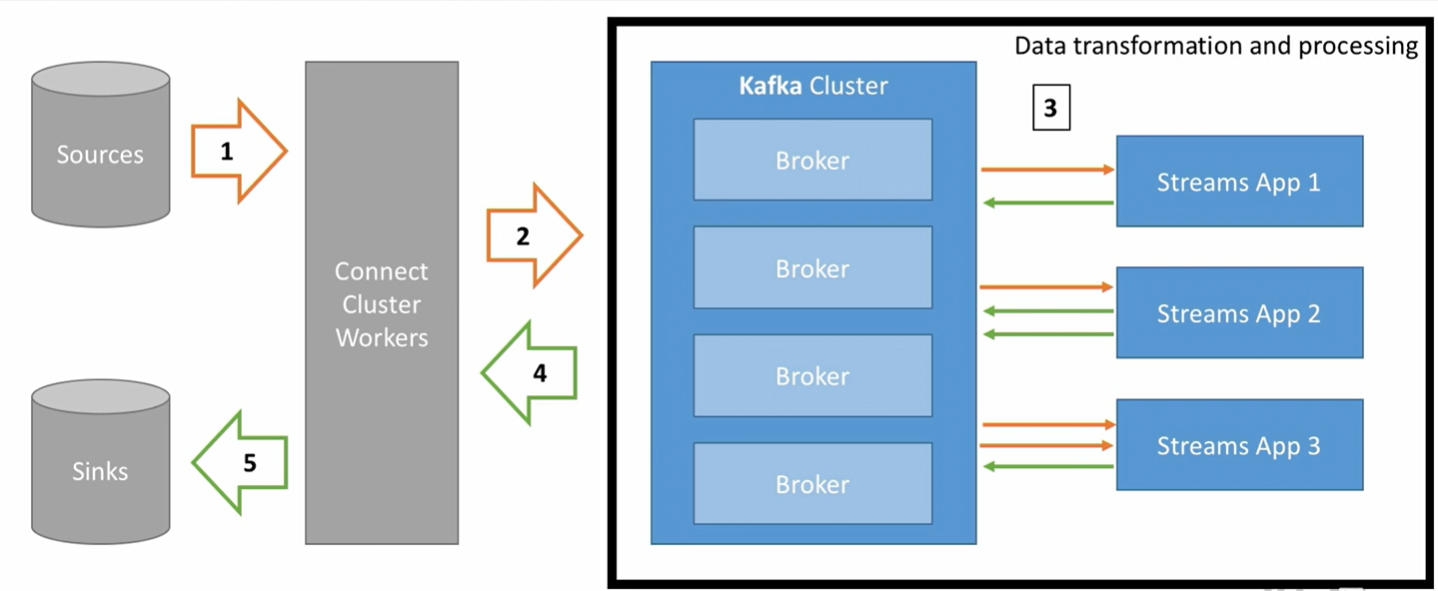 Data transformation and processing
Kafka Cluster
3
Sources
1
Broker
Streams App 1
2
Broker
Connect
Cluster
Workers
Streams App 2
4
Broker
Sinks
5
Broker
Streams App 3